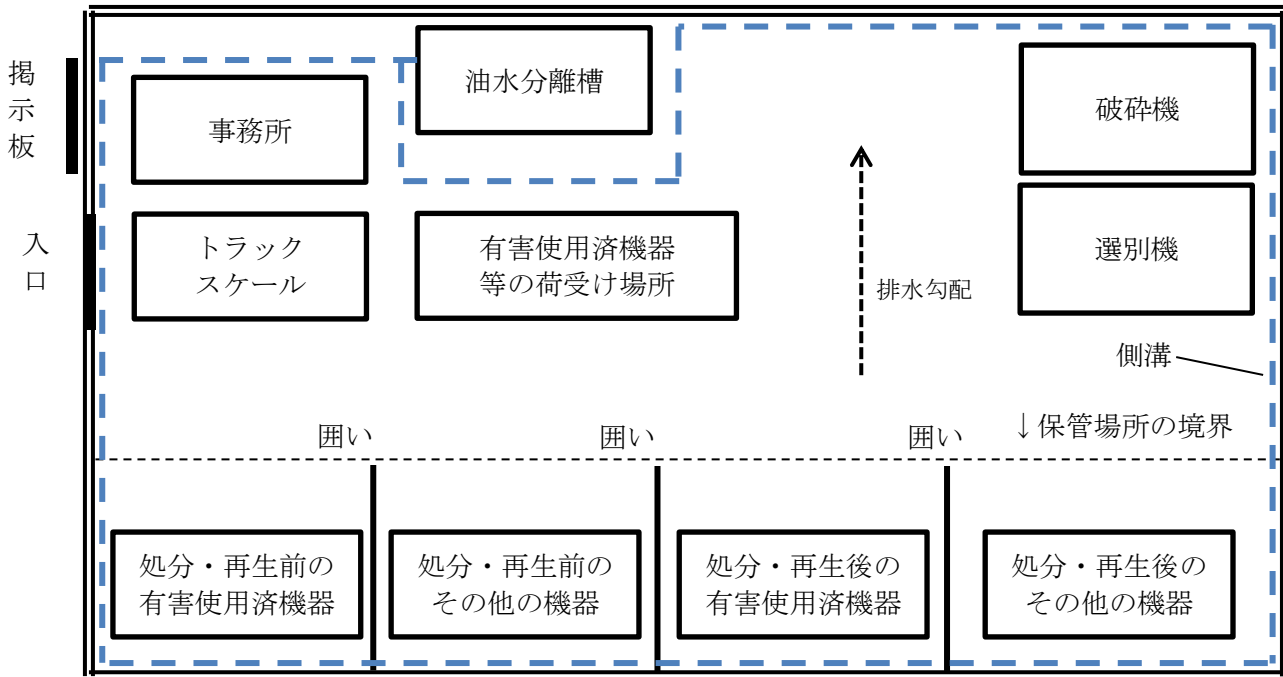 掲示板
入口
事務所
油水分離槽
破砕機
トラック
スケール
有害使用済機器
等の荷受け場所
排水勾配
選別機
側溝
↓保管場所の境界
囲い
囲い
囲い
処分・再生前の
有害使用済機器
処分・再生前の
その他の機器
処分・再生後の
有害使用済機器
処分・再生後の
その他の機器